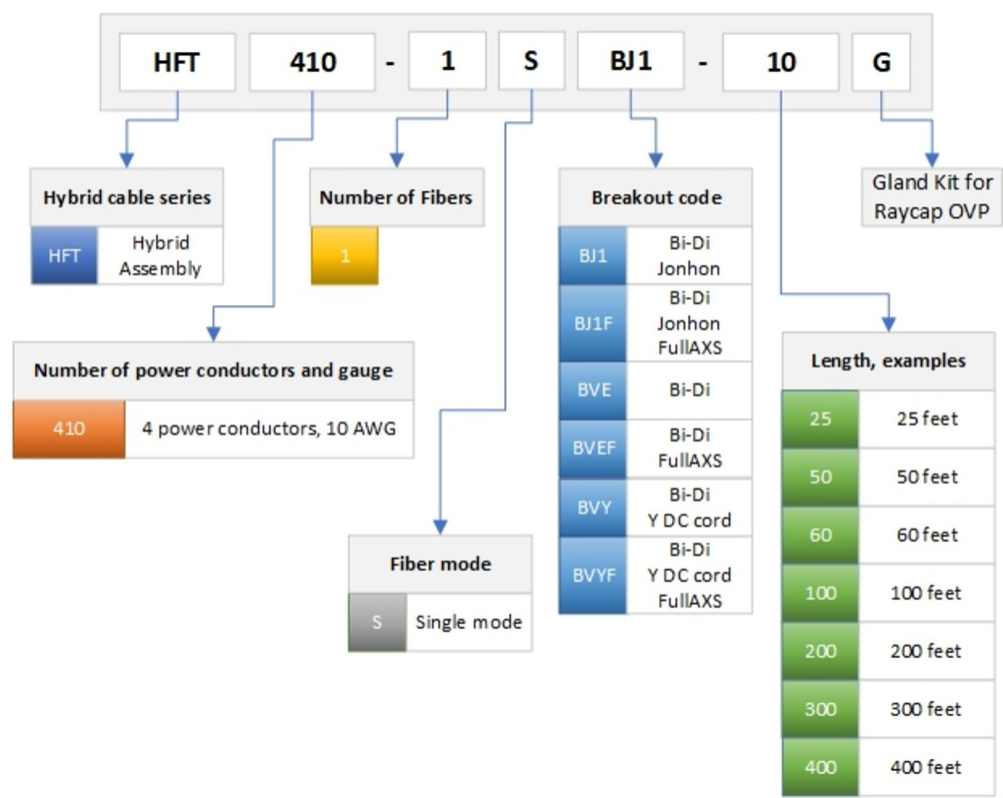 HFT 410 - 1 S BJ1 - 10 G
Hybrid cable series
HFT Hybrid
Assembly
Number of power conductors and gauge
410 4 power conductors, 10 AWG
Number of Fibers
1
Fiber mode
S Single mode
Breakout code
BJ1 Bi-Di
Jonhon
BJ1F Bi-Di
Jonhon
FullAXS
BVE Bi-Di
BVEF Bi-Di
FullAXS
BVY Bi-Di
Y DC cord
BVYF Bi-Di
Y DC cord
FullAXS
Length, examples
25 25 feet
50 50 feet
60 60 feet
100 100 feet
200 200 feet
300 300 feet
400 400 feet
Gland Kit for
Raycap OVP